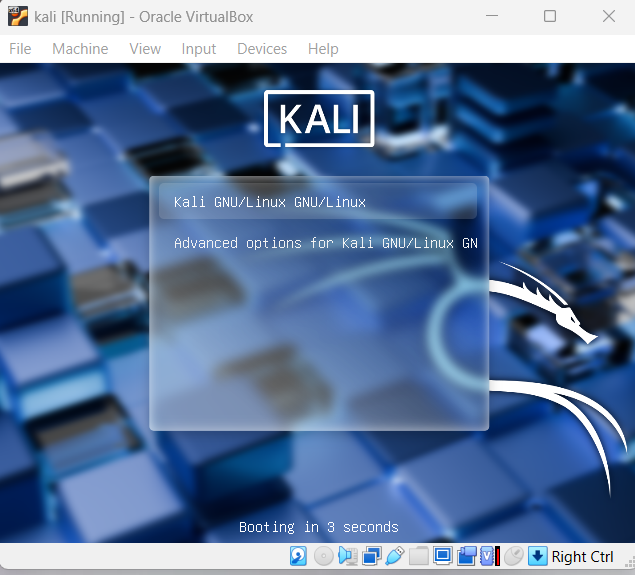 kali [Running] - Oracle VirtualBox
File Machine View Input Devices Help
KALI
Kali GNU/Linux GNU/Linux
Advanced options for Kali GNU/Linux GN
Booting in 3 seconds
Right Ctrl